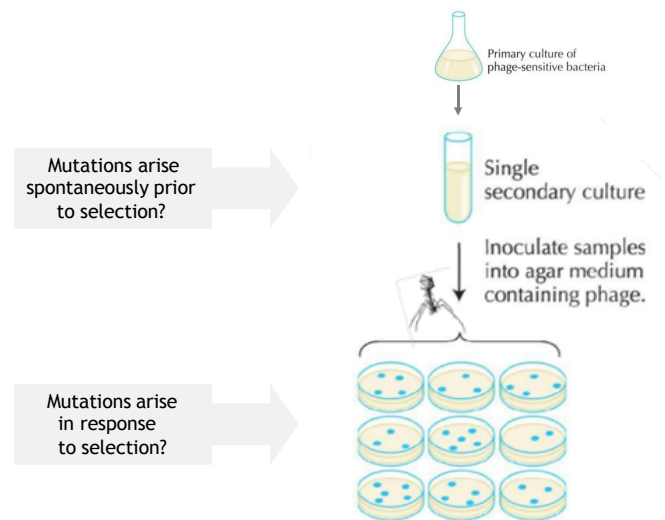 Primary culture of
phage-sensitive bacteria
Mutations arise
spontaneously prior
to selection?
Single
secondary culture
Inoculate samples
into agar medium
containing phage.
Mutations arise
in response
to selection?